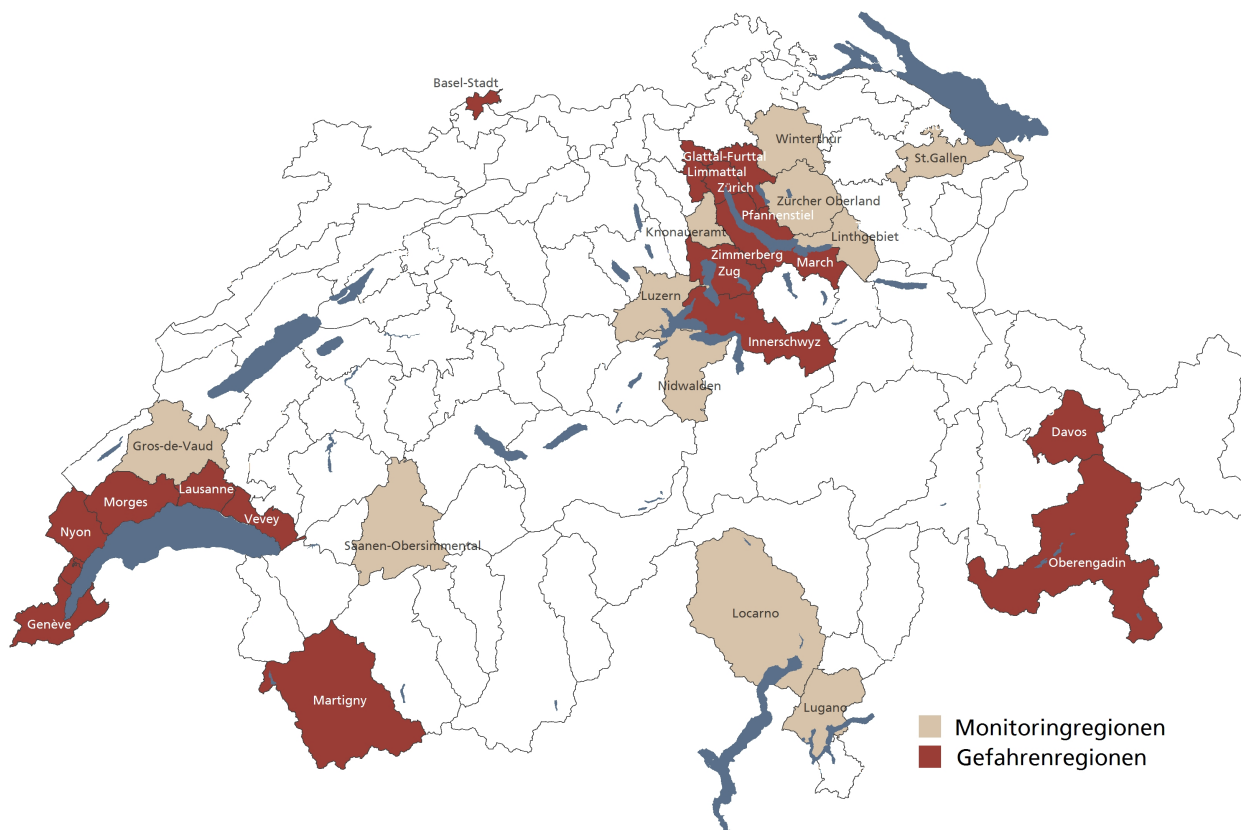 Basel-Stadt
Winterthur
Glattal-Furttal
St.Gallen
Limmattal
Zürich
Zürcher Oberland
Pfannenstiel
Knonaueramt
Linthgebiet
Zimmerberg
March
Zug
Luzern
Innerschwyz
Nidwalden
Davos
Gros-de-Vaud
Lausanne
Morges
Vevey
Nyon
Saanen-Obersimmental
Oberengadin
Locarno
Genève
Martigny
Lugano
Monitoringregionen
Gefahrenregionen